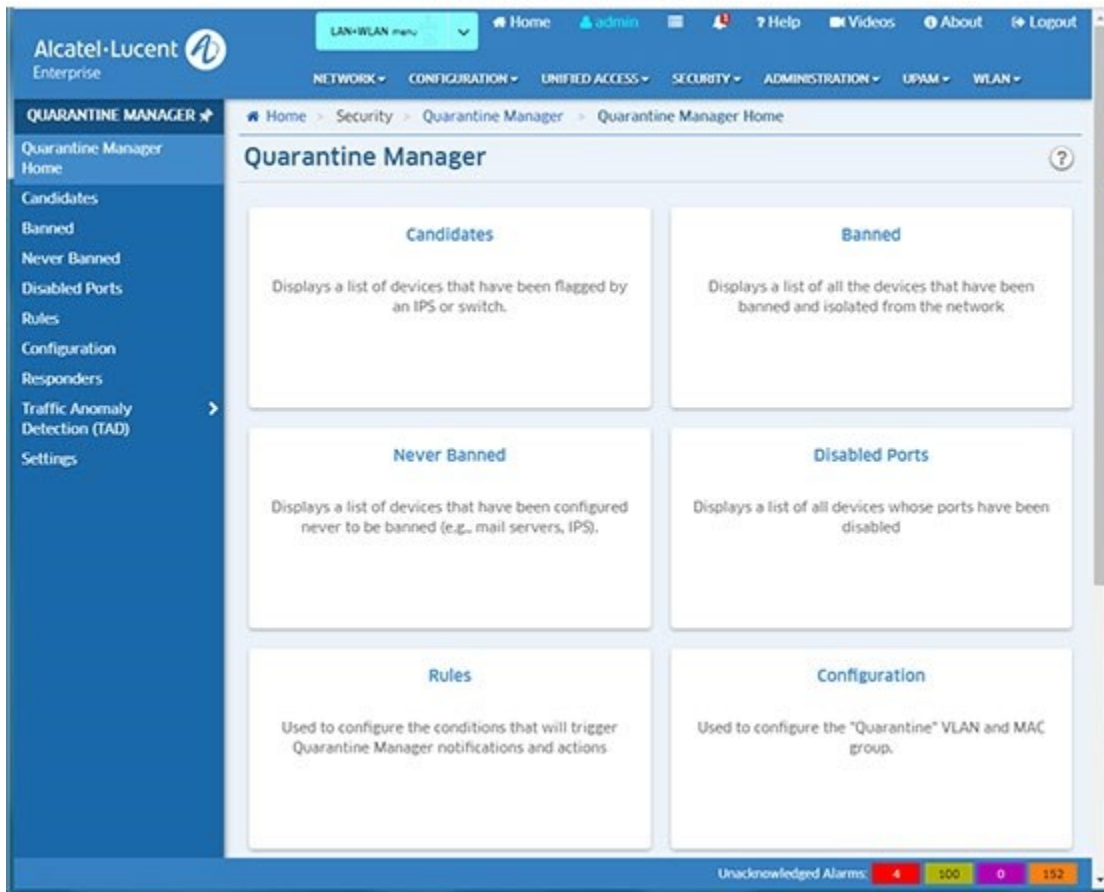 Alcatel·Lucent
Enterprise
LAN+WLAN menu
Home
admin
? Help
Videos
About
Logout
NETWORK
CONFIGURATION
UNIFIED ACCESS
SECURITY
ADMINISTRATION
UPAM
WLAN
QUARANTINE MANAGER
Quarantine Manager
Home
Candidates
Banned
Never Banned
Disabled Ports
Rules
Configuration
Responders
Traffic Anomaly
Detection (TAD)
Settings
Home > Security > Quarantine Manager > Quarantine Manager Home
Quarantine Manager
?
Candidates
Displays a list of devices that have been flagged by
an IPS or switch.
Banned
Displays a list of all the devices that have been
banned and isolated from the network
Never Banned
Displays a list of devices that have been configured
never to be banned (e.g., mail servers, IPS).
Disabled Ports
Displays a list of all devices whose ports have been
disabled
Rules
Used to configure the conditions that will trigger
Quarantine Manager notifications and actions
Configuration
Used to configure the "Quarantine" VLAN and MAC
group.
Unacknowledged Alarms: 4 100 0 152